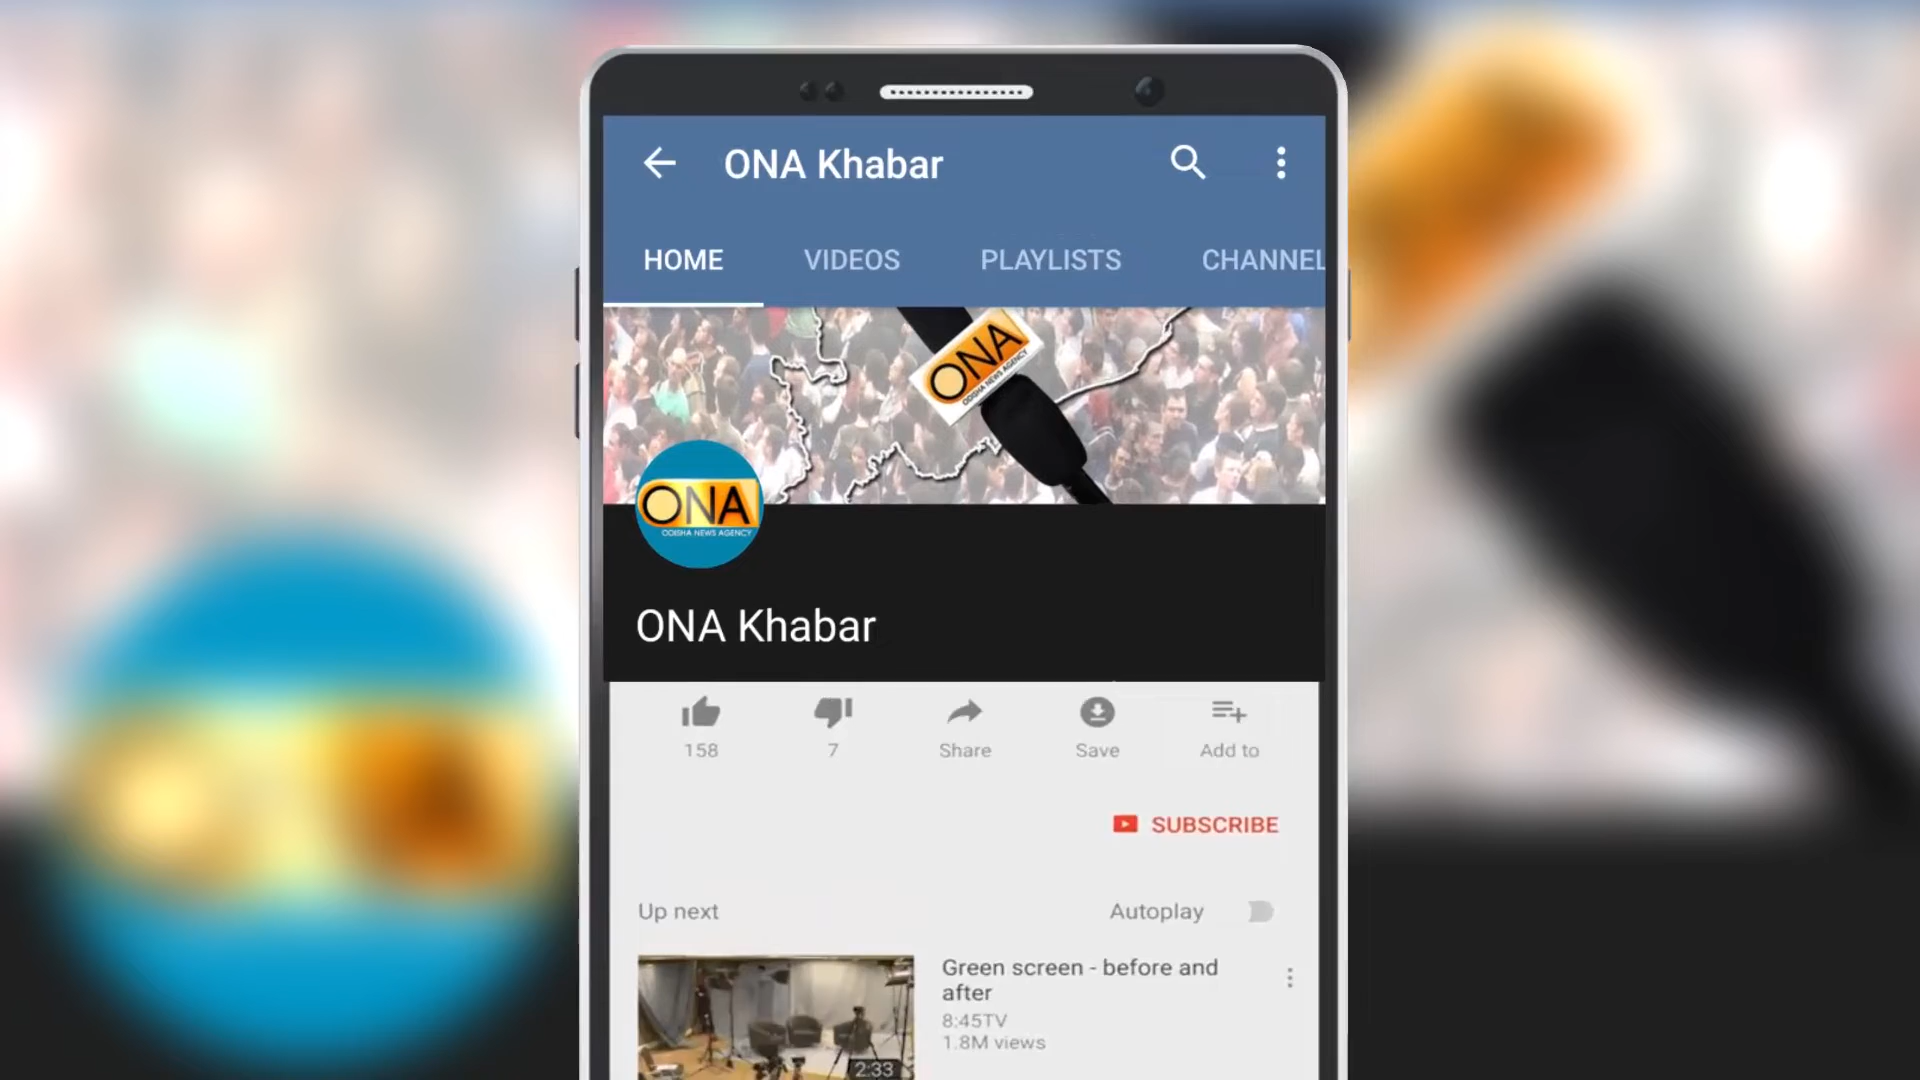 ONA Khabar
HOME VIDEOS PLAYLISTS CHANNEL
ONA
ODISHA NEWS AGENCY
ONA
ODISHA NEWS AGENCY
ONA Khabar
158 7 Share Save Add to
SUBSCRIBE
Up next Autoplay
Green screen - before and
after
8:45TV
1.8M views
2:33